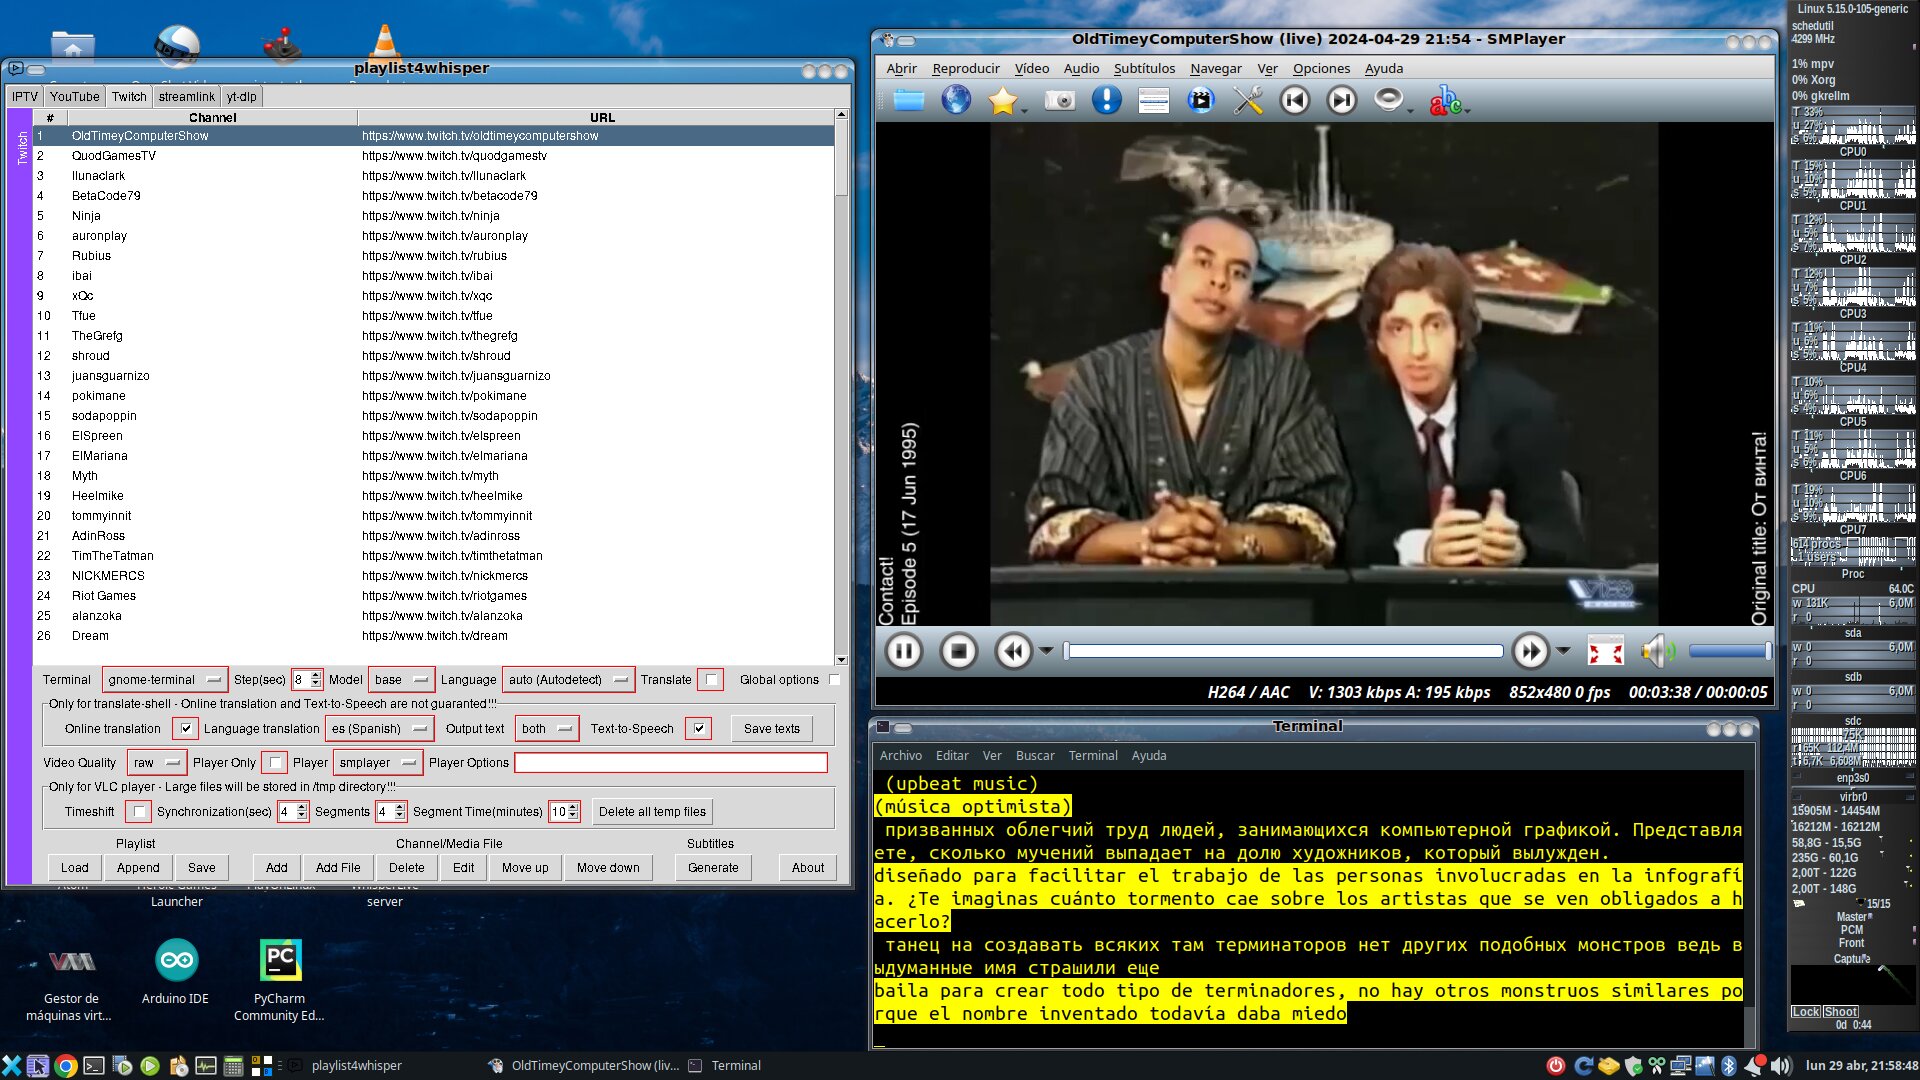 playlist4whisper
IPTV YouTube Twitch streamlink yt-dlp
Twitch
# Channel URL
1 OldTimeyComputerShow https://www.twitch.tv/oldtimeycomputershow
2 QuodGamesTV https://www.twitch.tv/quodgamestv
3 llunaclark https://www.twitch.tv/llunaclark
4 BetaCode79 https://www.twitch.tv/betacode79
5 Ninja https://www.twitch.tv/ninja
6 auronplay https://www.twitch.tv/auronplay
7 Rubius https://www.twitch.tv/rubius
8 ibai https://www.twitch.tv/ibai
9 xQc https://www.twitch.tv/xqc
10 Tfue https://www.twitch.tv/tfue
11 TheGrefg https://www.twitch.tv/thegrefg
12 shroud https://www.twitch.tv/shroud
13 juansguarnizo https://www.twitch.tv/juansguarnizo
14 pokimane https://www.twitch.tv/pokimane
15 sodapoppin https://www.twitch.tv/sodapoppin
16 ElSpreen https://www.twitch.tv/elspreen
17 ElMariana https://www.twitch.tv/elmariana
18 Myth https://www.twitch.tv/myth
19 Heelmike https://www.twitch.tv/heelmike
20 tommyinnit https://www.twitch.tv/tommyinnit
21 AdinRoss https://www.twitch.tv/adinross
22 TimTheTatman https://www.twitch.tv/timthetatman
23 NICKMERCS https://www.twitch.tv/nickmercs
24 Riot Games https://www.twitch.tv/riotgames
25 alanzoka https://www.twitch.tv/alanzoka
26 Dream https://www.twitch.tv/dream
Terminal gnome-terminal Step(sec) 8 Model base Language auto (Autodetect) Translate Global options
Only for translate-shell - Online translation and Text-to-Speech are not guaranted!!!
Online translation Language translation es (Spanish) Output text both Text-to-Speech Save texts
Video Quality raw Player Only Player smplayer Player Options
Only for VLC player - Large files will be stored in /tmp directory!!!
Timeshift Synchronization(sec) 4 Segments 4 Segment Time(minutes) 10 Delete all temp files
Playlist Channel/Media File Subtitles
Load Append Save Add Add File Delete Edit Move up Move down Generate About
Launcher server
Gestor de máquinas virt...
Arduino IDE
PyCharm Community Ed...
OldTimeyComputerShow (live) 2024-04-29 21:54 - SMPlayer
Abrir Reproducir Vídeo Audio Subtítulos Navegar Ver Opciones Ayuda
abc
Contact!
Episode 5 (17 Jun 1995)
Original title: От винта!
H264 / AAC V: 1303 kbps A: 195 kbps 852x480 0 fps 00:03:38 / 00:00:05
Terminal
Archivo Editar Ver Buscar Terminal Ayuda
(upbeat music)
(música optimista)
призванных облегчий труд людей, занимающихся компьютерной графикой. Представля
ете, сколько мучений выпадает на долю художников, который вылужден.
diseñado para facilitar el trabajo de las personas involucradas en la infografí
a. ¿Te imaginas cuánto tormento cae sobre los artistas que se ven obligados a h
acerlo?
танец на создавать всяких там терминаторов нет других подобных монстров ведь в
ыдуманные имя страшили еще
baila para crear todo tipo de terminadores, no hay otros monstruos similares po
rque el nombre inventado todavía daba miedo
Linux 5.15.0-105-generic
schedutil
4299 MHz
1% mpv
0% Xorg
0% gkrellm
CPU0
CPU1
CPU2
CPU3
CPU4
CPU5
CPU6
CPU7
614 procs
1 users
Proc
CPU 64.0C
w 131K 6,0M
r 0
sda
w 0 6,0M
r 0
sdb
w 0 6,0M
r 0
sdc
enp3s0
virbr0
15905M - 14454M
16212M - 16212M
58,8G - 15,5G
235G - 60,1G
2,00T - 122G
2,00T - 148G
15/15
Master
PCM
Front
Capture
Lock Shoot
0d 0:44
playlist4whisper OldTimeyComputerShow (liv... Terminal lun 29 abr, 21:58:48